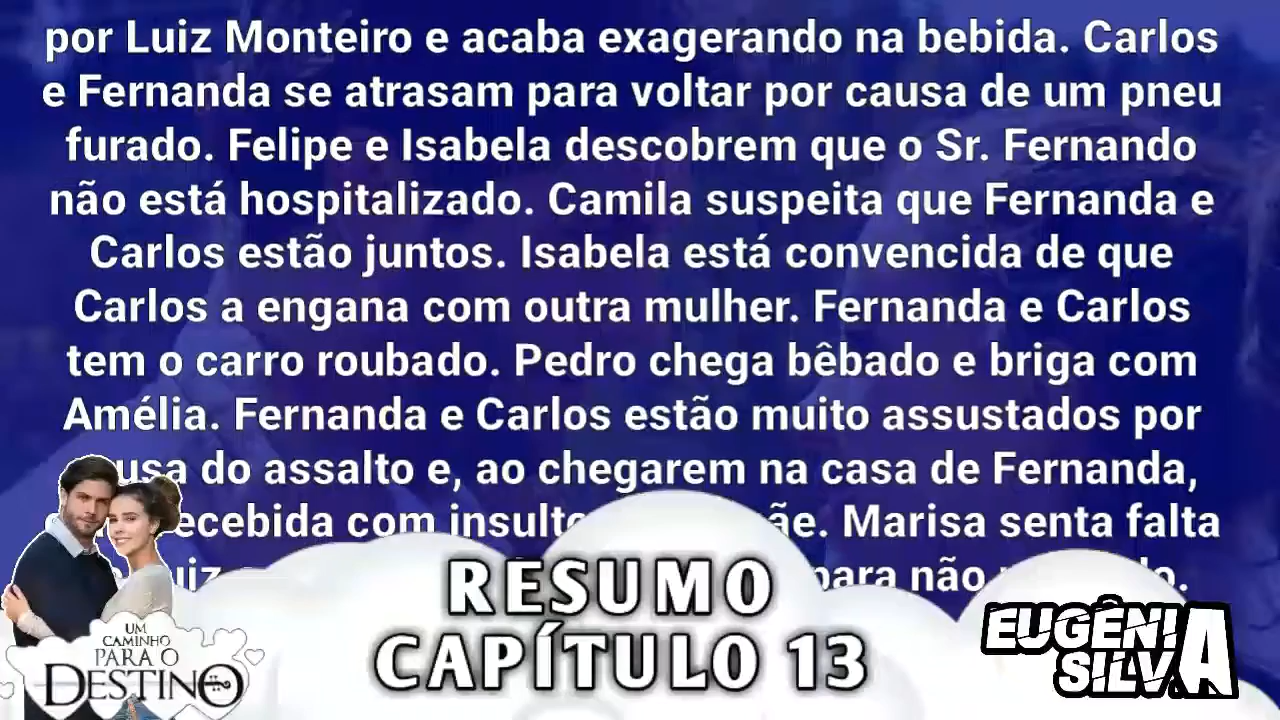 por Luiz Monteiro e acaba exagerando na bebida. Carlos
e Fernanda se atrasam para voltar por causa de um pneu
furado. Felipe e Isabela descobrem que o Sr. Fernando
não está hospitalizado. Camila suspeita que Fernanda e
Carlos estão juntos. Isabela está convencida de que
Carlos a engana com outra mulher. Fernanda e Carlos
tem o carro roubado. Pedro chega bêbado e briga com
Amélia. Fernanda e Carlos estão muito assustados por
do assalto e, ao chegarem na casa de Fernanda,
com Marisa senta falta
para não
RESUMO
CAPÍTULO 13
UM
CAMINHO
PARA O
DESTINO
EUGÊNIA
SILVA